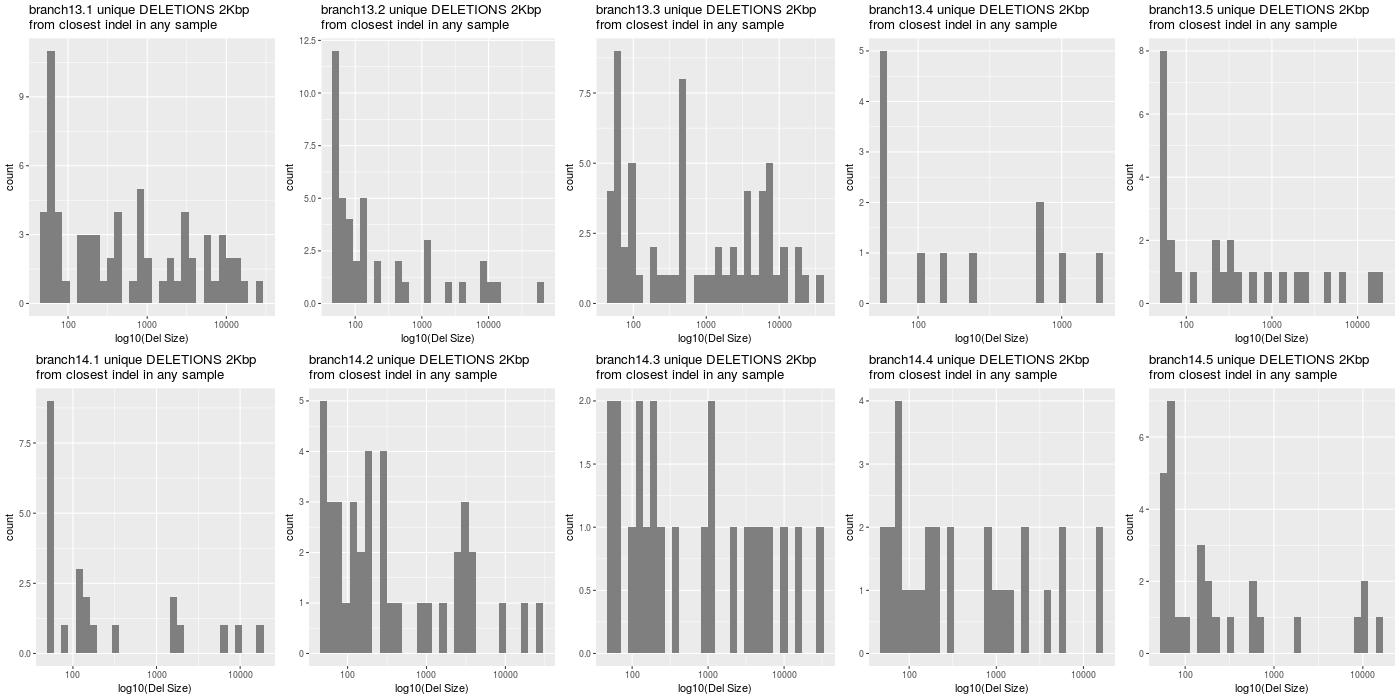 branch13.1 unique DELETIONS 2Kbp
from closest indel in any sample
9
6
3
0
count
100
1000
10000
log10(Del Size)
branch13.2 unique DELETIONS 2Kbp
from closest indel in any sample
12.5
10.0
7.5
5.0
2.5
0.0
count
100
1000
10000
log10(Del Size)
branch13.3 unique DELETIONS 2Kbp
from closest indel in any sample
7.5
5.0
2.5
0.0
count
100
1000
10000
log10(Del Size)
branch13.4 unique DELETIONS 2Kbp
from closest indel in any sample
5
4
3
2
1
0
count
100
1000
log10(Del Size)
branch13.5 unique DELETIONS 2Kbp
from closest indel in any sample
8
6
4
2
0
count
100
1000
10000
log10(Del Size)
branch14.1 unique DELETIONS 2Kbp
from closest indel in any sample
7.5
5.0
2.5
0.0
count
100
1000
10000
log10(Del Size)
branch14.2 unique DELETIONS 2Kbp
from closest indel in any sample
5
4
3
2
1
0
count
100
1000
10000
log10(Del Size)
branch14.3 unique DELETIONS 2Kbp
from closest indel in any sample
2.0
1.5
1.0
0.5
0.0
count
100
1000
10000
log10(Del Size)
branch14.4 unique DELETIONS 2Kbp
from closest indel in any sample
4
3
2
1
0
count
100
1000
10000
log10(Del Size)
branch14.5 unique DELETIONS 2Kbp
from closest indel in any sample
6
4
2
0
count
100
1000
10000
log10(Del Size)